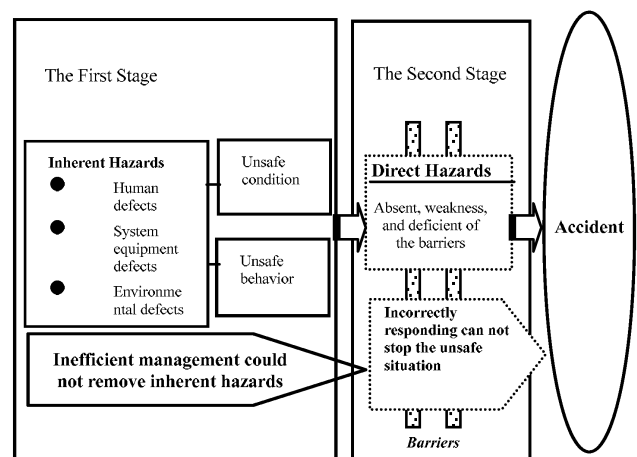 The First Stage
Inherent Hazards
Human
defects
System
equipment
defects
Environme
ntal defects
Unsafe
condition
Unsafe
behavior
Inefficient management could
not remove inherent hazards
The Second Stage
Direct Hazards
Absent, weakness,
and deficient of
the barriers
Incorrectly
responding can not
stop the unsafe
situation
Barriers
Accident